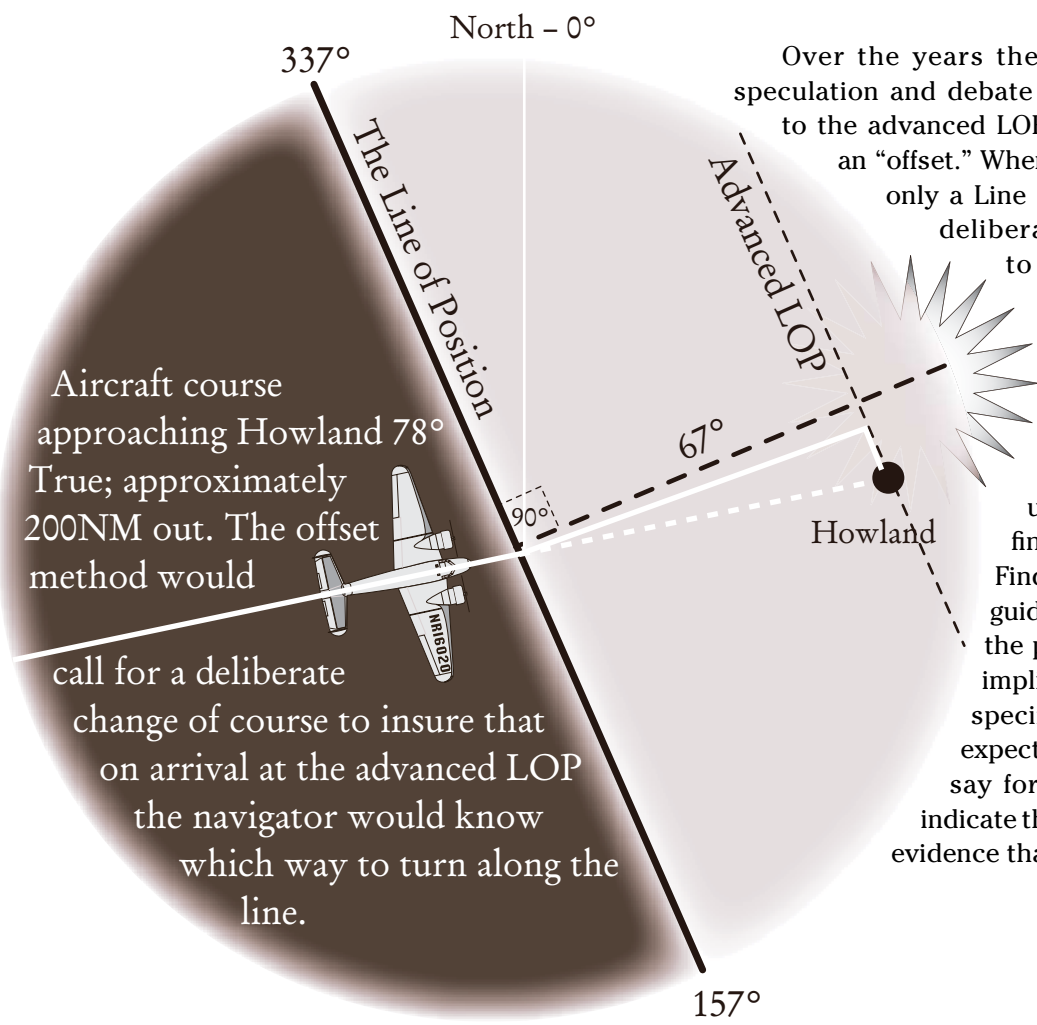 North – 0°
337°
Over the years the
speculation and debate
to the advanced LOP
an “offset.” When
only a Line
delibera
to
The Line of Position
Advanced LOP
67°
90°
Howland
Aircraft course
approaching Howland 78°
True; approximately
200NM out. The offset
method would
NR16020
call for a deliberate
change of course to insure that
on arrival at the advanced LOP
the navigator would know
which way to turn along the
line.
u
fin
Find
guid
the p
impli
speci
expect
say for
indicate th
evidence tha
157°